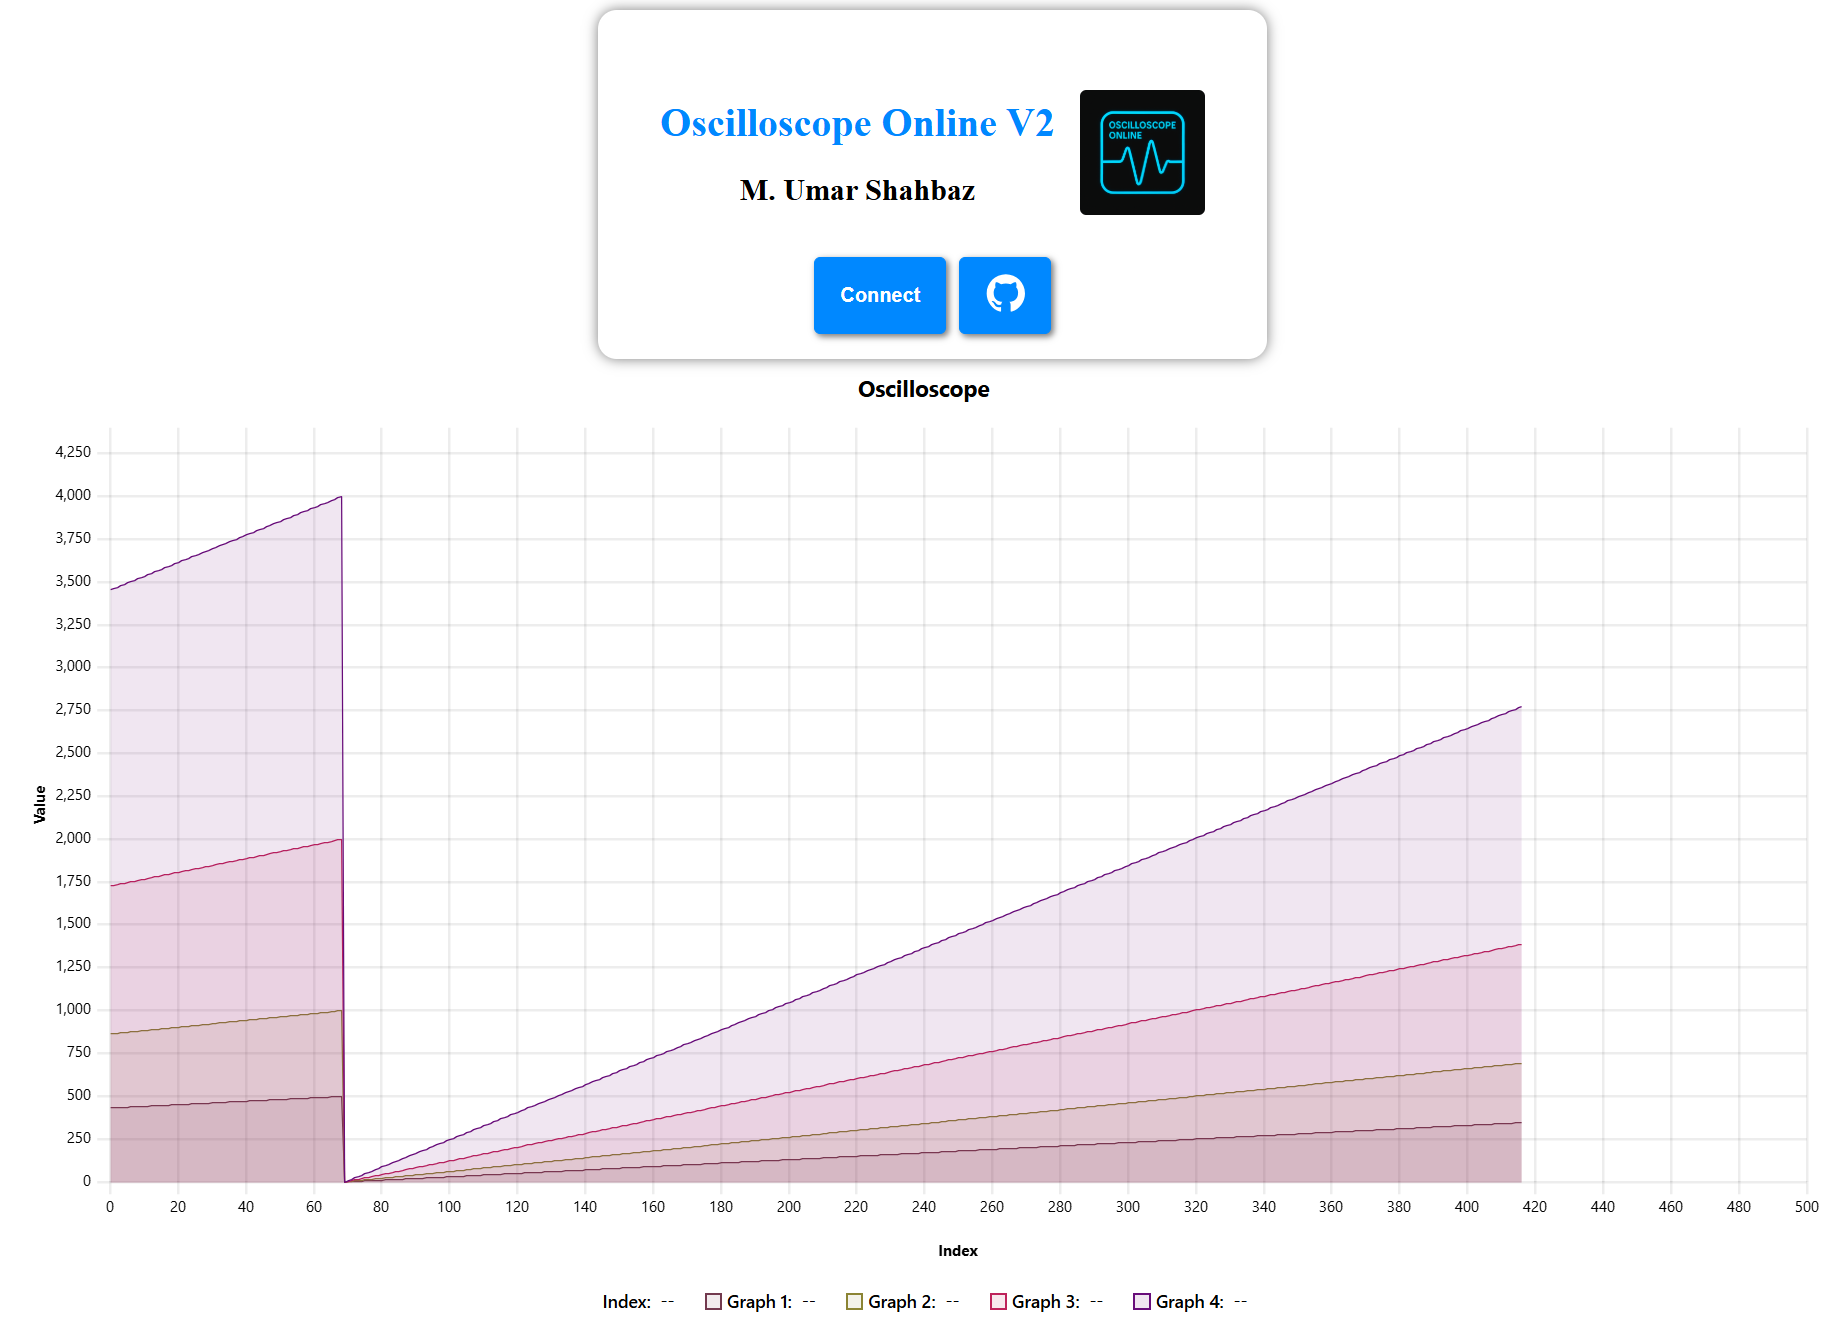 Oscilloscope Online V2
OSCILLOSCOPE
ONLINE
M. Umar Shahbaz
Connect
Oscilloscope
4,250
4,000
3,750
3,500
3,250
3,000
2,750
2,500
2,250
2,000
1,750
1,500
1,250
1,000
750
500
250
0
Value
0 20 40 60 80 100 120 140 160 180 200 220 240 260 280 300 320 340 360 380 400 420 440 460 480 500
Index
Index: -- Graph 1: -- Graph 2: -- Graph 3: -- Graph 4: --